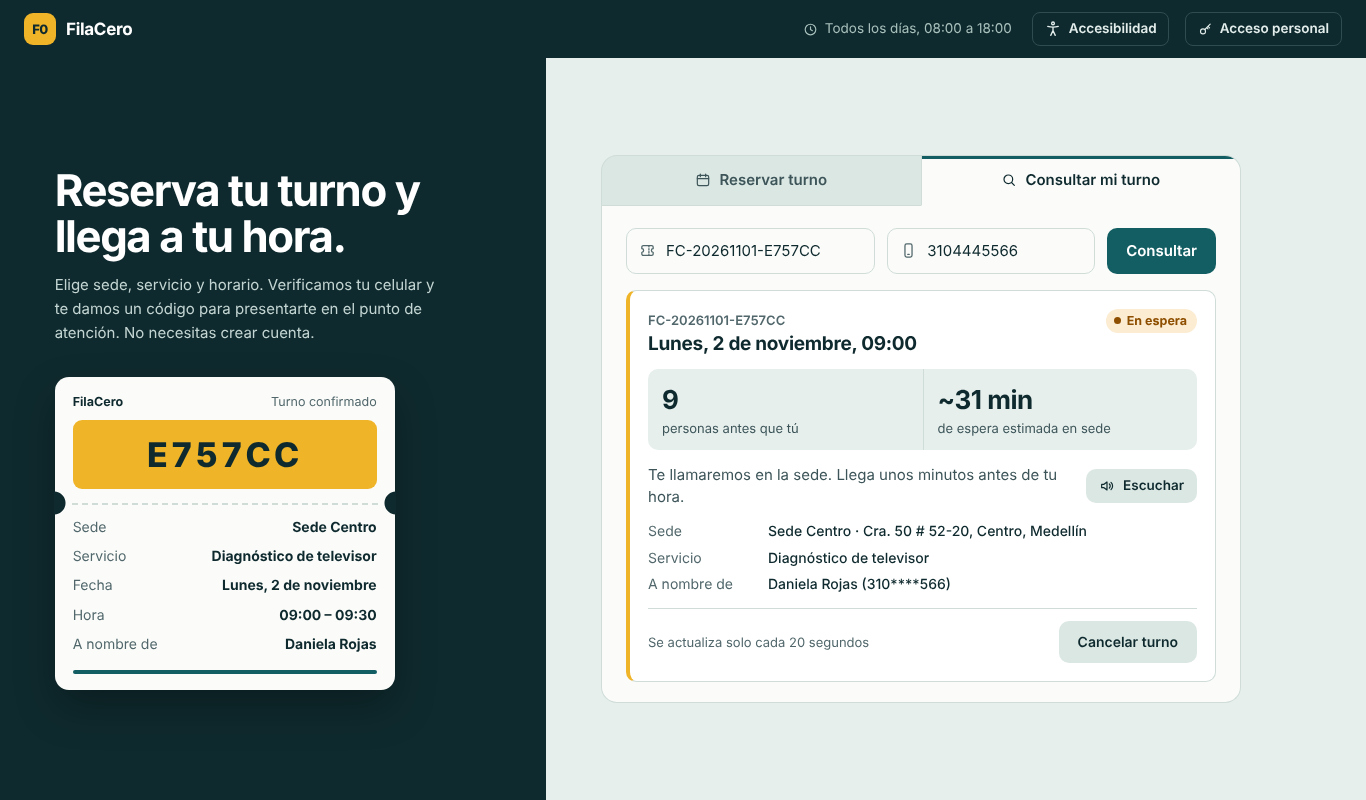 F0 FilaCero
Todos los días, 08:00 a 18:00
Accesibilidad
Acceso personal
Reserva tu turno y
llega a tu hora.
Elige sede, servicio y horario. Verificamos tu celular y
te damos un código para presentarte en el punto de
atención. No necesitas crear cuenta.
FilaCero Turno confirmado
E757CC
Sede Sede Centro
Servicio Diagnóstico de televisor
Fecha Lunes, 2 de noviembre
Hora 09:00 – 09:30
A nombre de Daniela Rojas
Reservar turno
Consultar mi turno
FC-20261101-E757CC
3104445566
Consultar
FC-20261101-E757CC
En espera
Lunes, 2 de noviembre, 09:00
9
personas antes que tú
~31 min
de espera estimada en sede
Te llamaremos en la sede. Llega unos minutos antes de tu
hora.
Escuchar
Sede Sede Centro · Cra. 50 # 52-20, Centro, Medellín
Servicio Diagnóstico de televisor
A nombre de Daniela Rojas (310****566)
Se actualiza solo cada 20 segundos
Cancelar turno